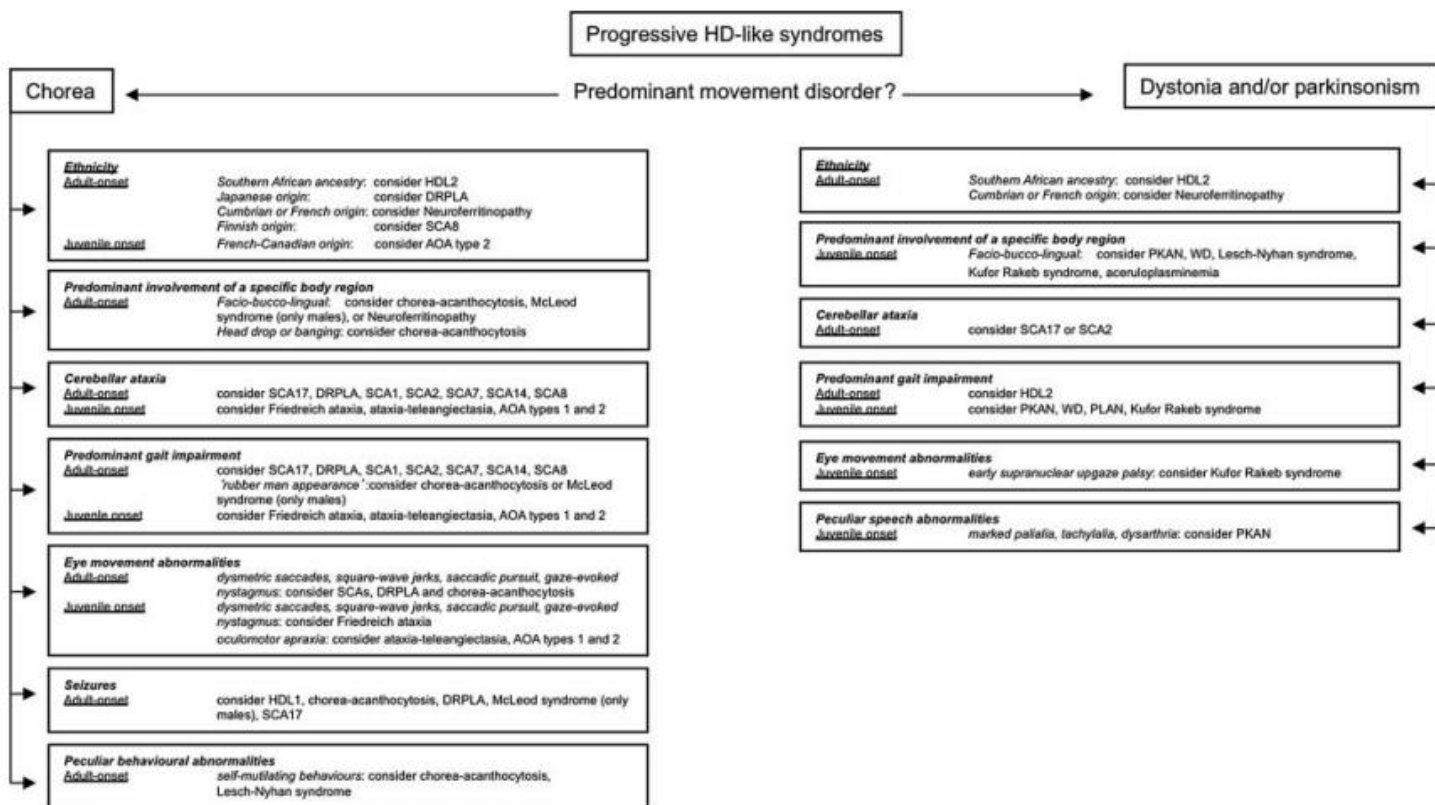 Progressive HD-like syndromes
Chorea
Predominant movement disorder?
Dystonia and/or parkinsonism
Ethnicity
Adult-onset Southern African ancestry: consider HDL2
Japanese origin: consider DRPLA
Cumbrian or French origin: consider Neuroferritinopathy
Finnish origin: consider SCA8
Juvenile onset French-Canadian origin: consider AOA type 2
Predominant involvement of a specific body region
Adult-onset Facio-bucco-lingual: consider chorea-acanthocytosis, McLeod
syndrome (only males), or Neuroferritinopathy
Head drop or banging: consider chorea-acanthocytosis
Cerebellar ataxia
Adult-onset consider SCA17, DRPLA, SCA1, SCA2, SCA7, SCA14, SCA8
Juvenile onset consider Friedreich ataxia, ataxia-teleangiectasia, AOA types 1 and 2
Predominant gait impairment
Adult-onset consider SCA17, DRPLA, SCA1, SCA2, SCA7, SCA14, SCA8
'rubber man appearance':consider chorea-acanthocytosis or McLeod
syndrome (only males)
Juvenile onset consider Friedreich ataxia, ataxia-teleangiectasia, AOA types 1 and 2
Eye movement abnormalities
Adult-onset dysmetric saccades, square-wave jerks, saccadic pursuit, gaze-evoked
nystagmus: consider SCAs, DRPLA and chorea-acanthocytosis
Juvenile onset dysmetric saccades, square-wave jerks, saccadic pursuit, gaze-evoked
nystagmus: consider Friedreich ataxia
oculomotor apraxia: consider ataxia-teleangiectasia, AOA types 1 and 2
Seizures
Adult-onset consider HDL1, chorea-acanthocytosis, DRPLA, McLeod syndrome (only
males), SCA17
Peculiar behavioural abnormalities
Adult-onset self-mutilating behaviours: consider chorea-acanthocytosis,
Lesch-Nyhan syndrome
Ethnicity
Adult-onset Southern African ancestry: consider HDL2
Cumbrian or French origin: consider Neuroferritinopathy
Predominant involvement of a specific body region
Juvenile onset Facio-bucco-lingual: consider PKAN, WD, Lesch-Nyhan syndrome,
Kufor Rakeb syndrome, aceruloplasminemia
Cerebellar ataxia
Adult-onset consider SCA17 or SCA2
Predominant gait impairment
Adult-onset consider HDL2
Juvenile onset consider PKAN, WD, PLAN, Kufor Rakeb syndrome
Eye movement abnormalities
Juvenile onset early supranuclear upgaze palsy: consider Kufor Rakeb syndrome
Peculiar speech abnormalities
Juvenile onset marked palialia, tachylalia, dysarthria: consider PKAN